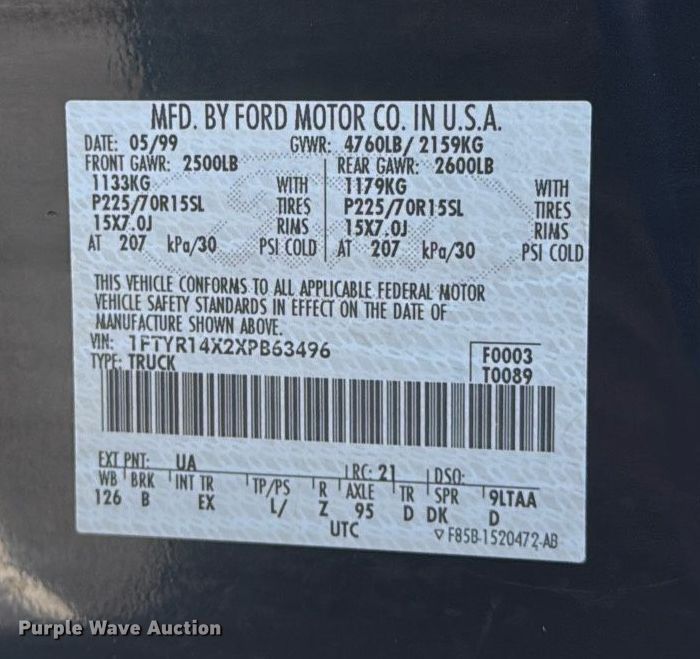 MFD. BY FORD MOTOR CO. IN U.S.A.
DATE: 05/99 GVWR: 4760LB/ 2159KG
FRONT GAWR: 2500LB REAR GAWR: 2600LB
1133KG WITH 1179KG WITH
P225/70R15SL TIRES P225/70R15SL TIRES
15X7.0J RIMS 15X7.0J RIMS
AT 207 kPa/30 PSI COLD AT 207 kPa/30 PSI COLD
THIS VEHICLE CONFORMS TO ALL APPLICABLE FEDERAL MOTOR
VEHICLE SAFETY STANDARDS IN EFFECT ON THE DATE OF
MANUFACTURE SHOWN ABOVE.
VIN: 1FTYR14X2XPB63496 F0003
TYPE: TRUCK T0089
EXT PNT: UA RC: 21 DSO:
WB BRK INT TR TP/PS R AXLE TR SPR 9LTAA
126 B EX L/ Z 95 D DK D
UTC ▽ F85B-1520472-AB
Purple Wave Auction